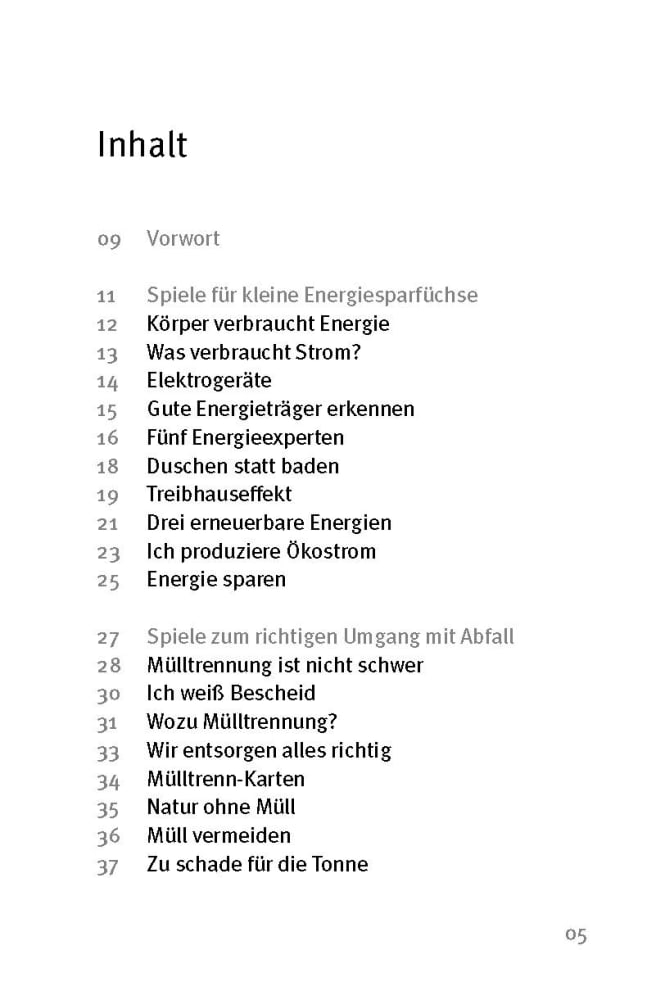 Inhalt
09 Vorwort
11 Spiele für kleine Energiesparfüchse
12 Körper verbraucht Energie
13 Was verbraucht Strom?
14 Elektrogeräte
15 Gute Energieträger erkennen
16 Fünf Energieexperten
18 Duschen statt baden
19 Treibhauseffekt
21 Drei erneuerbare Energien
23 Ich produziere Ökostrom
25 Energie sparen
27 Spiele zum richtigen Umgang mit Abfall
28 Mülltrennung ist nicht schwer
30 Ich weiß Bescheid
31 Wozu Mülltrennung?
33 Wir entsorgen alles richtig
34 Mülltrenn-Karten
35 Natur ohne Müll
36 Müll vermeiden
37 Zu schade für die Tonne
05